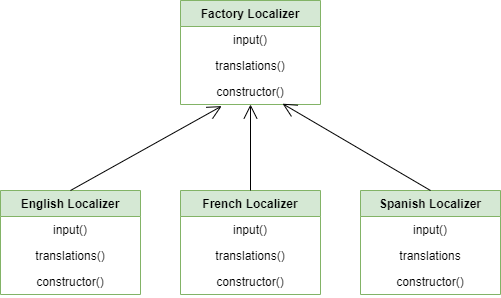 Factory Localizer
input()
translations()
constructor()
English Localizer
input()
translations()
constructor()
French Localizer
input()
translations()
constructor()
Spanish Localizer
input()
translations
constructor()